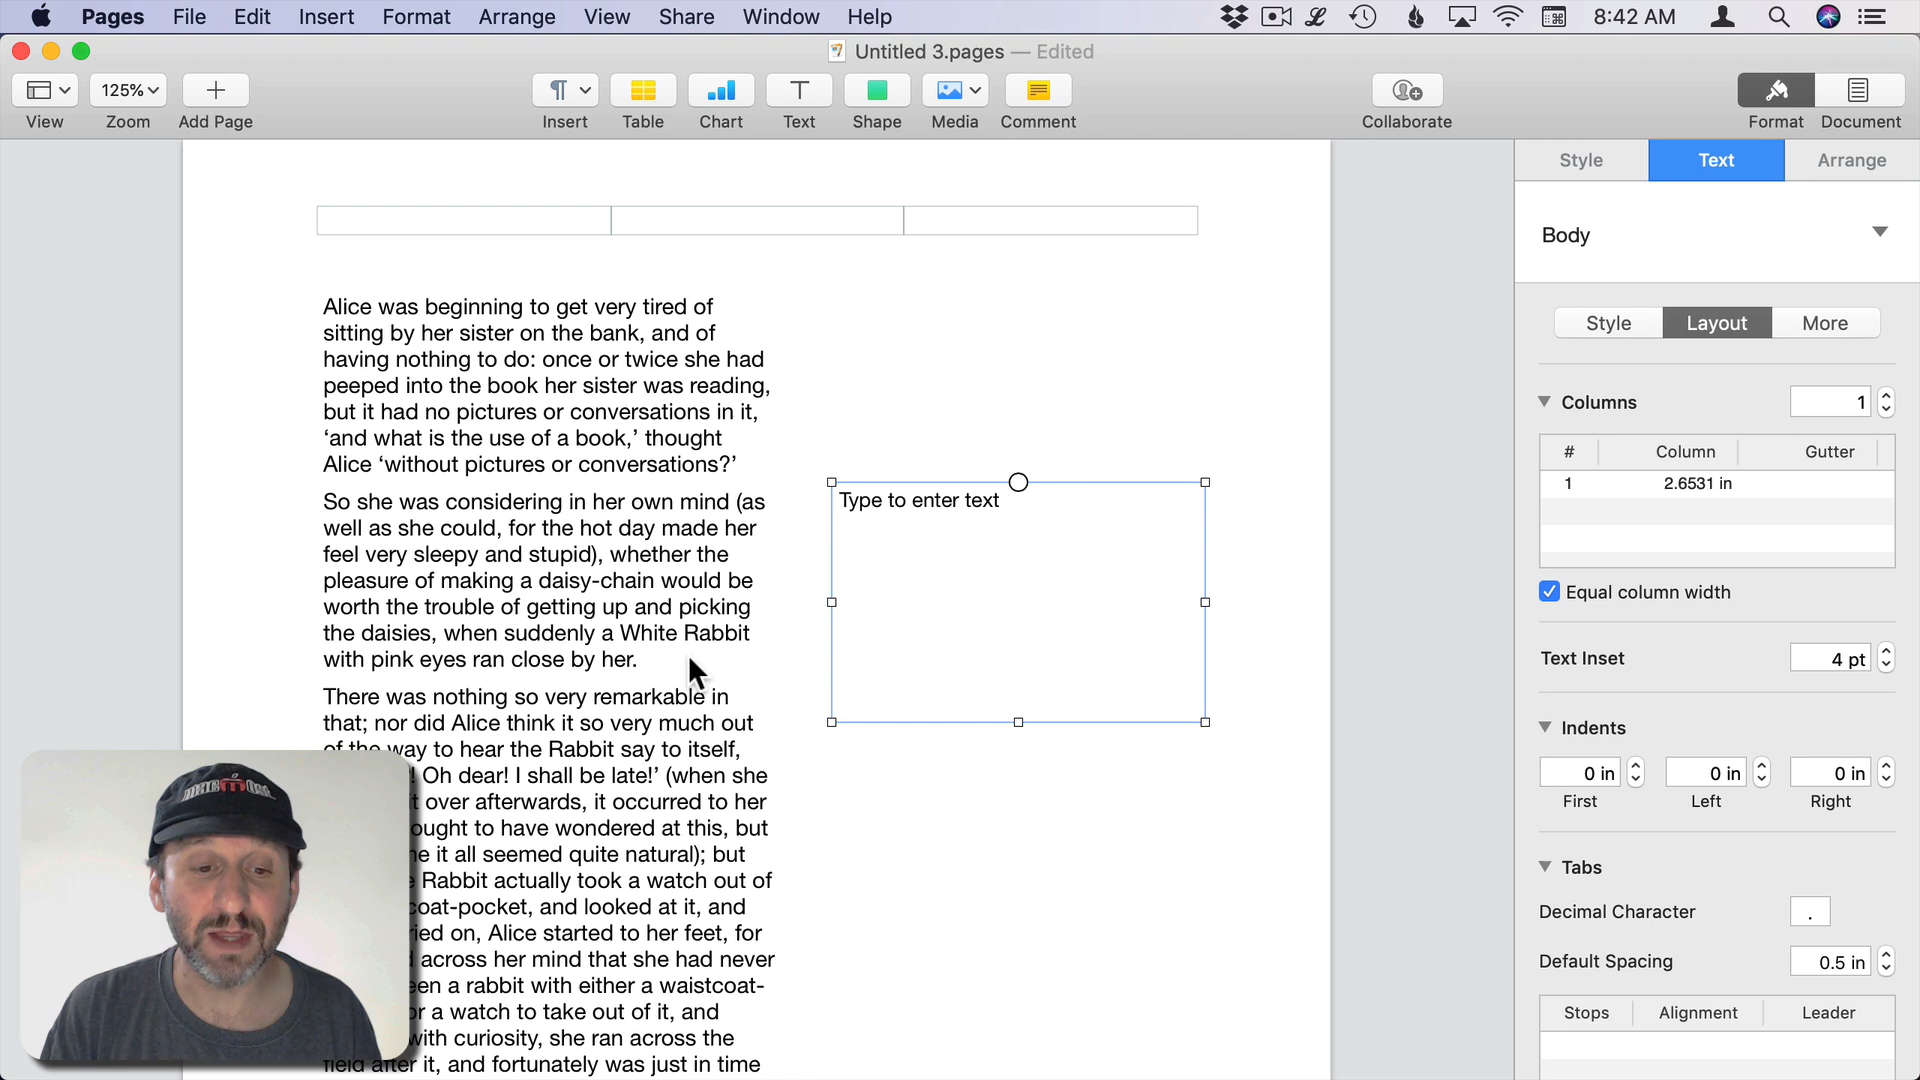 Pages File Edit Insert Format Arrange View Share Window Help 8:42 AM
Untitled 3.pages — Edited
125%
View Zoom Add Page Insert Table Chart Text Shape Media Comment Collaborate Format Document
Style Text Arrange
Body
Style Layout More
Columns 1
# Column Gutter
1 2.6531 in
Equal column width
Text Inset 4 pt
Indents
0 in 0 in 0 in
First Left Right
Tabs
Decimal Character .
Default Spacing 0.5 in
Stops Alignment Leader
Alice was beginning to get very tired of
sitting by her sister on the bank, and of
having nothing to do: once or twice she had
peeped into the book her sister was reading,
but it had no pictures or conversations in it,
‘and what is the use of a book,’ thought
Alice ‘without pictures or conversations?’
So she was considering in her own mind (as
well as she could, for the hot day made her
feel very sleepy and stupid), whether the
pleasure of making a daisy-chain would be
worth the trouble of getting up and picking
the daisies, when suddenly a White Rabbit
with pink eyes ran close by her.
There was nothing so very remarkable in
that; nor did Alice think it so very much out
of the way to hear the Rabbit say to itself,
! Oh dear! I shall be late!’ (when she
it over afterwards, it occurred to her
ought to have wondered at this, but
it all seemed quite natural); but
Rabbit actually took a watch out of
coat-pocket, and looked at it, and
on, Alice started to her feet, for
across her mind that she had never
a rabbit with either a waistcoat-
or a watch to take out of it, and
with curiosity, she ran across the
field after it, and fortunately was just in time
Type to enter text